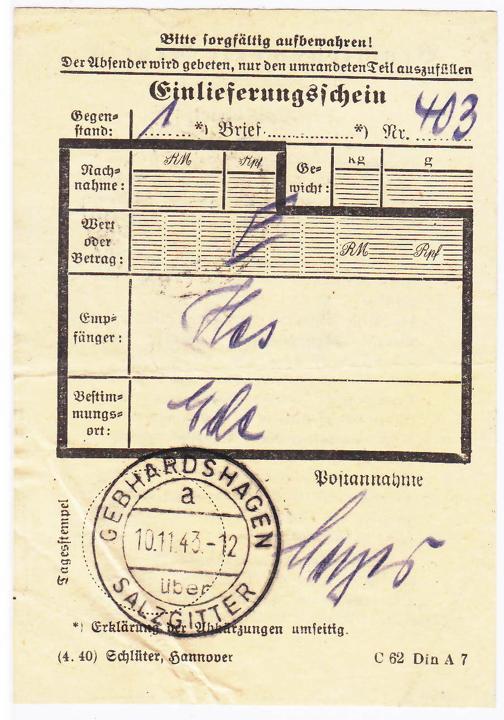 Bitte sorgfältig aufbewahren!
Der Absender wird gebeten, nur den umrandeten Teil auszufüllen
Einlieferungsschein
Gegen-
stand: 1 *) Brief *) Nr. 403
Nach-
nahme: RM Rpf
Ge-
wicht: kg g
Wert
oder
Betrag: RM Rpf
Emp-
fänger:
Bestim-
mungs-
ort:
Postannahme
Tagesstempel
GEBHARDSHAGEN
a
10.11.43.-12
über
SALZGITTER
*) Erklärung der Abkürzungen umseitig.
(4. 40) Schlüter, Hannover C 62 Din A 7